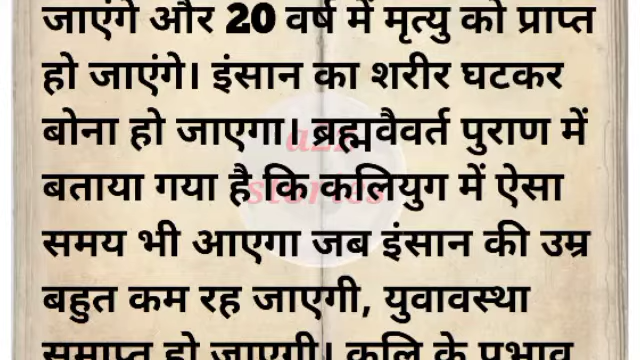 जाएंगे और 20 वर्ष में मृत्यु को प्राप्त
हो जाएंगे। इंसान का शरीर घटकर
बोना हो जाएगा। ब्रह्मवैवर्त पुराण में
बताया गया है कि कलियुग में ऐसा
समय भी आएगा जब इंसान की उम्र
बहुत कम रह जाएगी, युवावस्था
समाप्त हो जाएगी। कलि के प्रभाव
stories